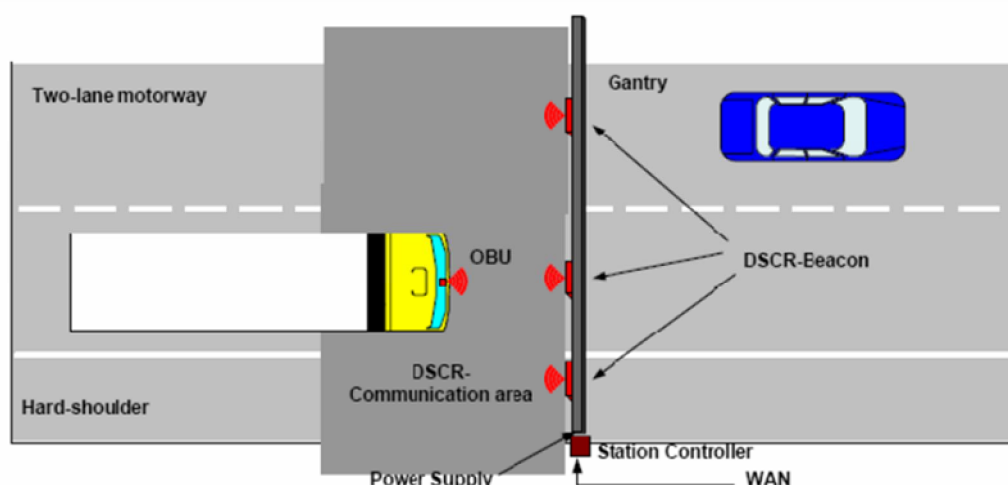 Two-lane motorway
Gantry
OBU
DSCR-Beacon
DSCR-
Communication area
Hard-shoulder
Station Controller
Power Supply
WAN